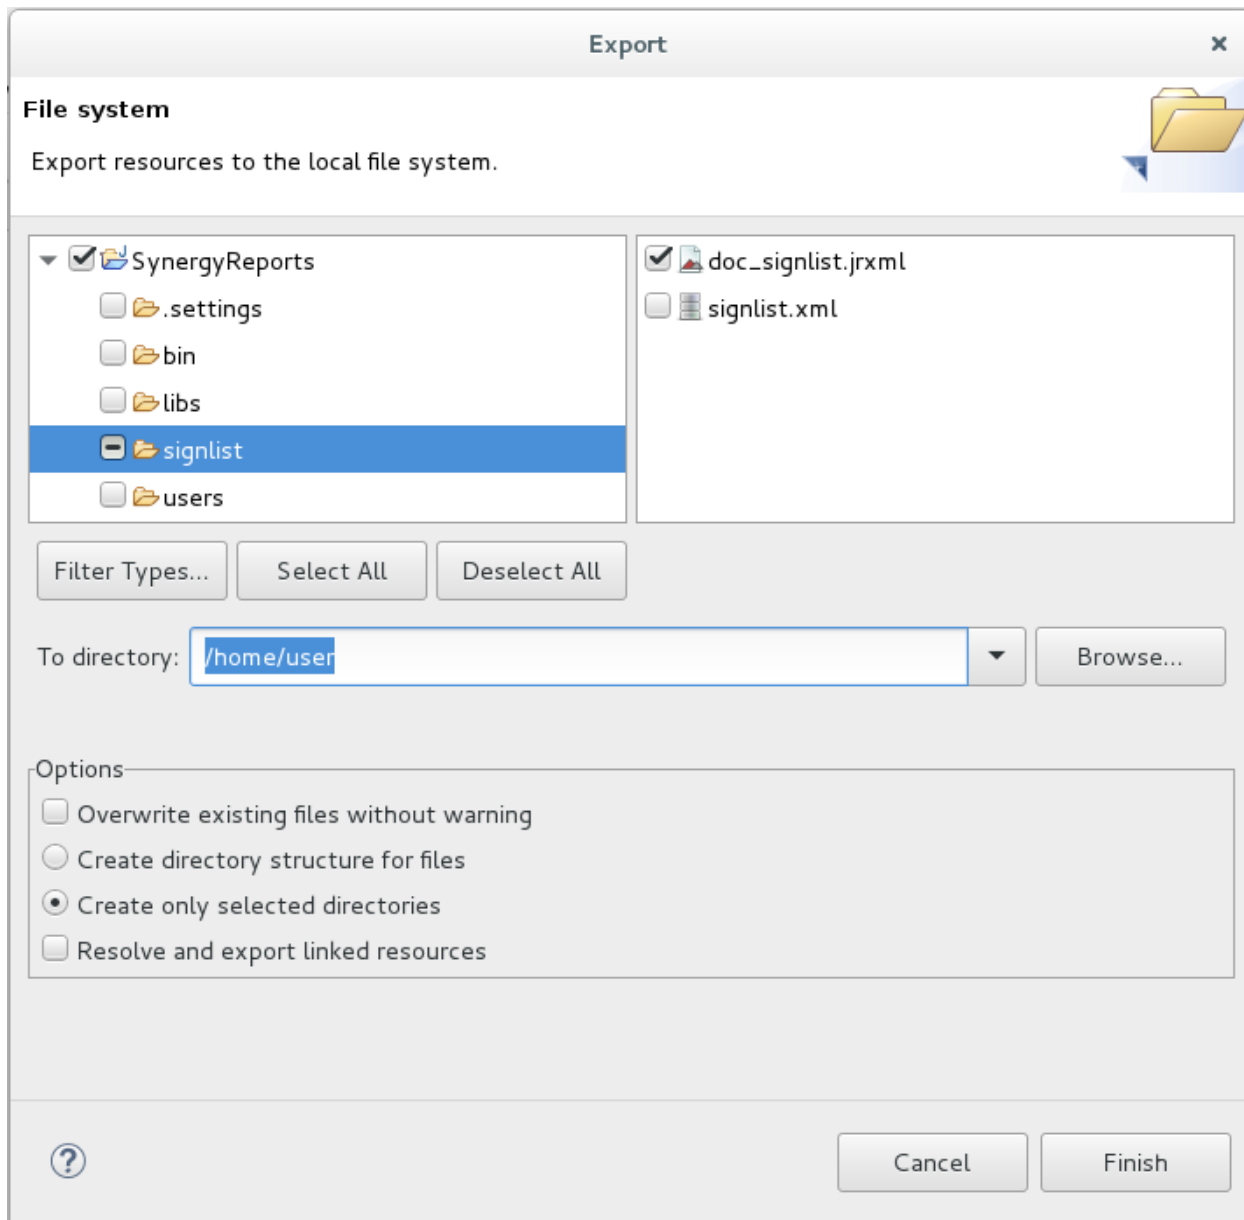 Export
File system
Export resources to the local file system.
SynergyReports
.settings
bin
libs
signlist
users
doc_signlist.jrxml
signlist.xml
Filter Types...
Select All
Deselect All
To directory:
/home/user
Browse...
Options
Overwrite existing files without warning
Create directory structure for files
Create only selected directories
Resolve and export linked resources
?
Cancel
Finish